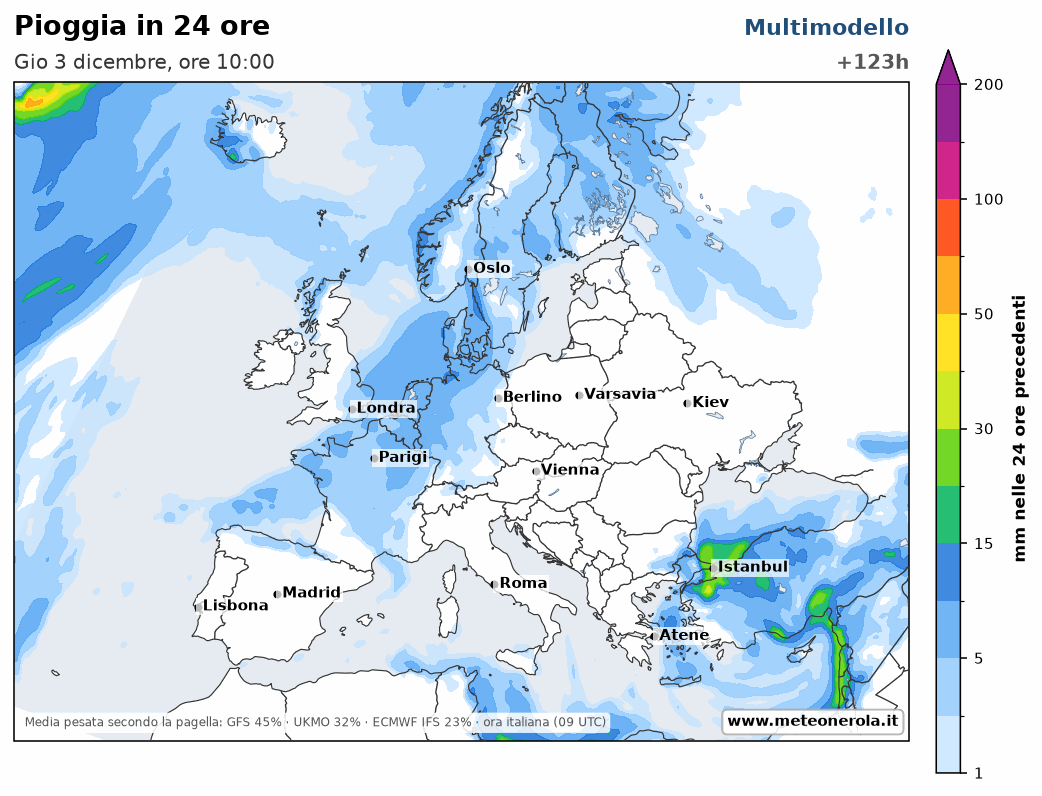 Pioggia in 24 ore
Multimodello
Gio 3 dicembre, ore 10:00
+123h
200
100
50
30
15
5
1
mm nelle 24 ore precedenti
Oslo
Londra
Berlino
Varsavia
Kiev
Parigi
Vienna
Istanbul
Roma
Madrid
Lisbona
Atene
Media pesata secondo la pagella: GFS 45% · UKMO 32% · ECMWF IFS 23% · ora italiana (09 UTC)
www.meteonerola.it